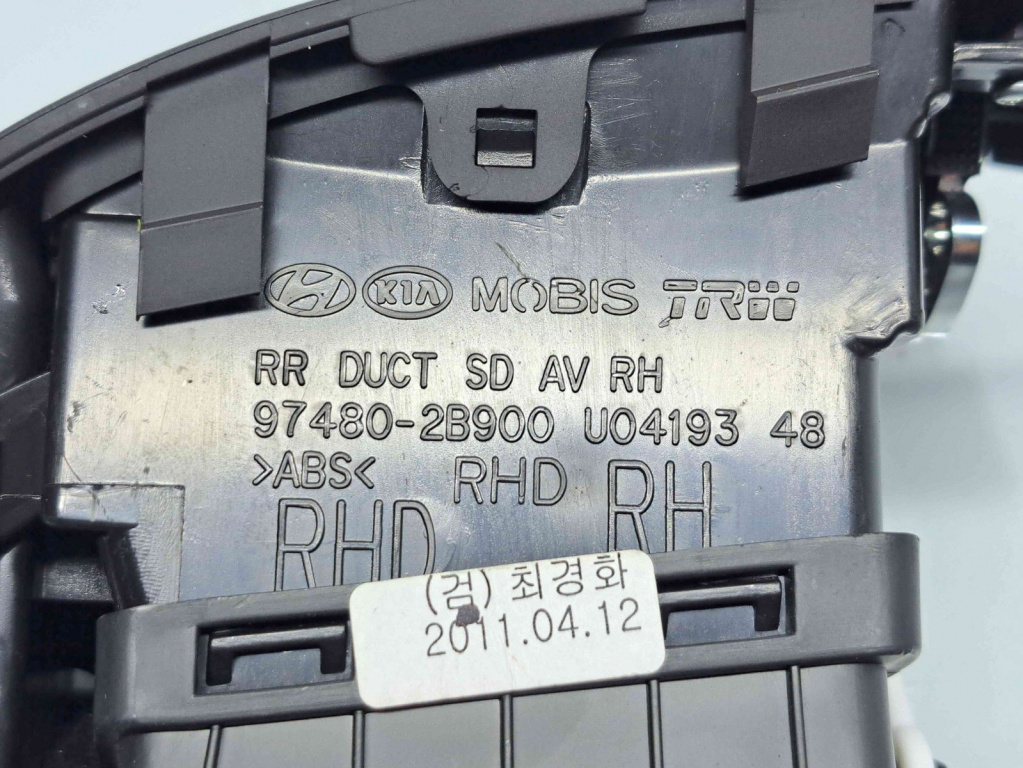 KIA MOBIS TRW
RR DUCT SD AV RH
97480-2B900 U04193 48
>ABS< RHD RH
RHD
(검) 최경화
2011.04.12